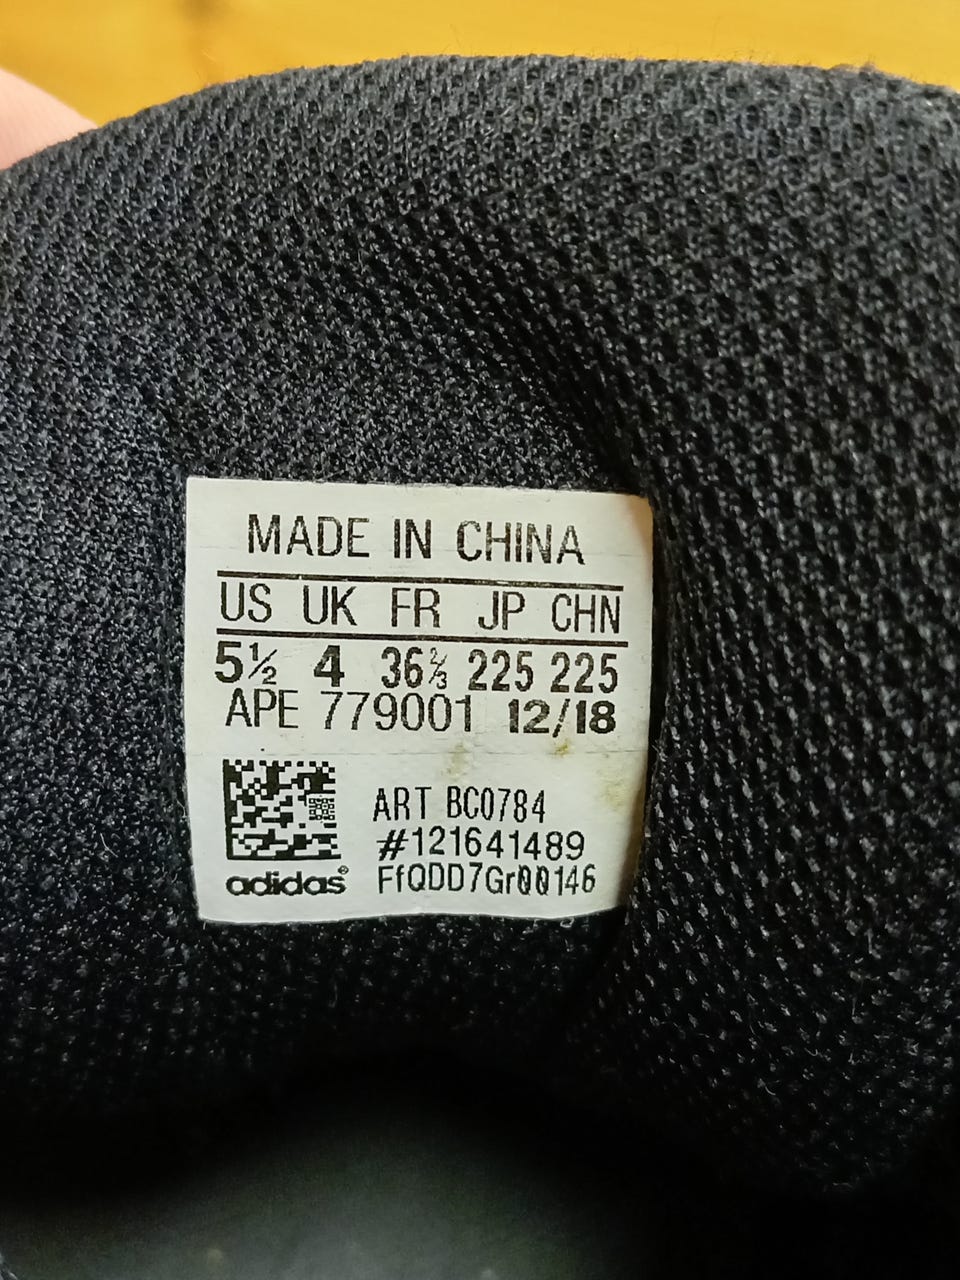 MADE IN CHINA
US UK FR JP CHN
5½ 4 36⅔ 225 225
APE 779001 12/18
ART BC0784
#121641489
adidas® FfQDD7Gr00146